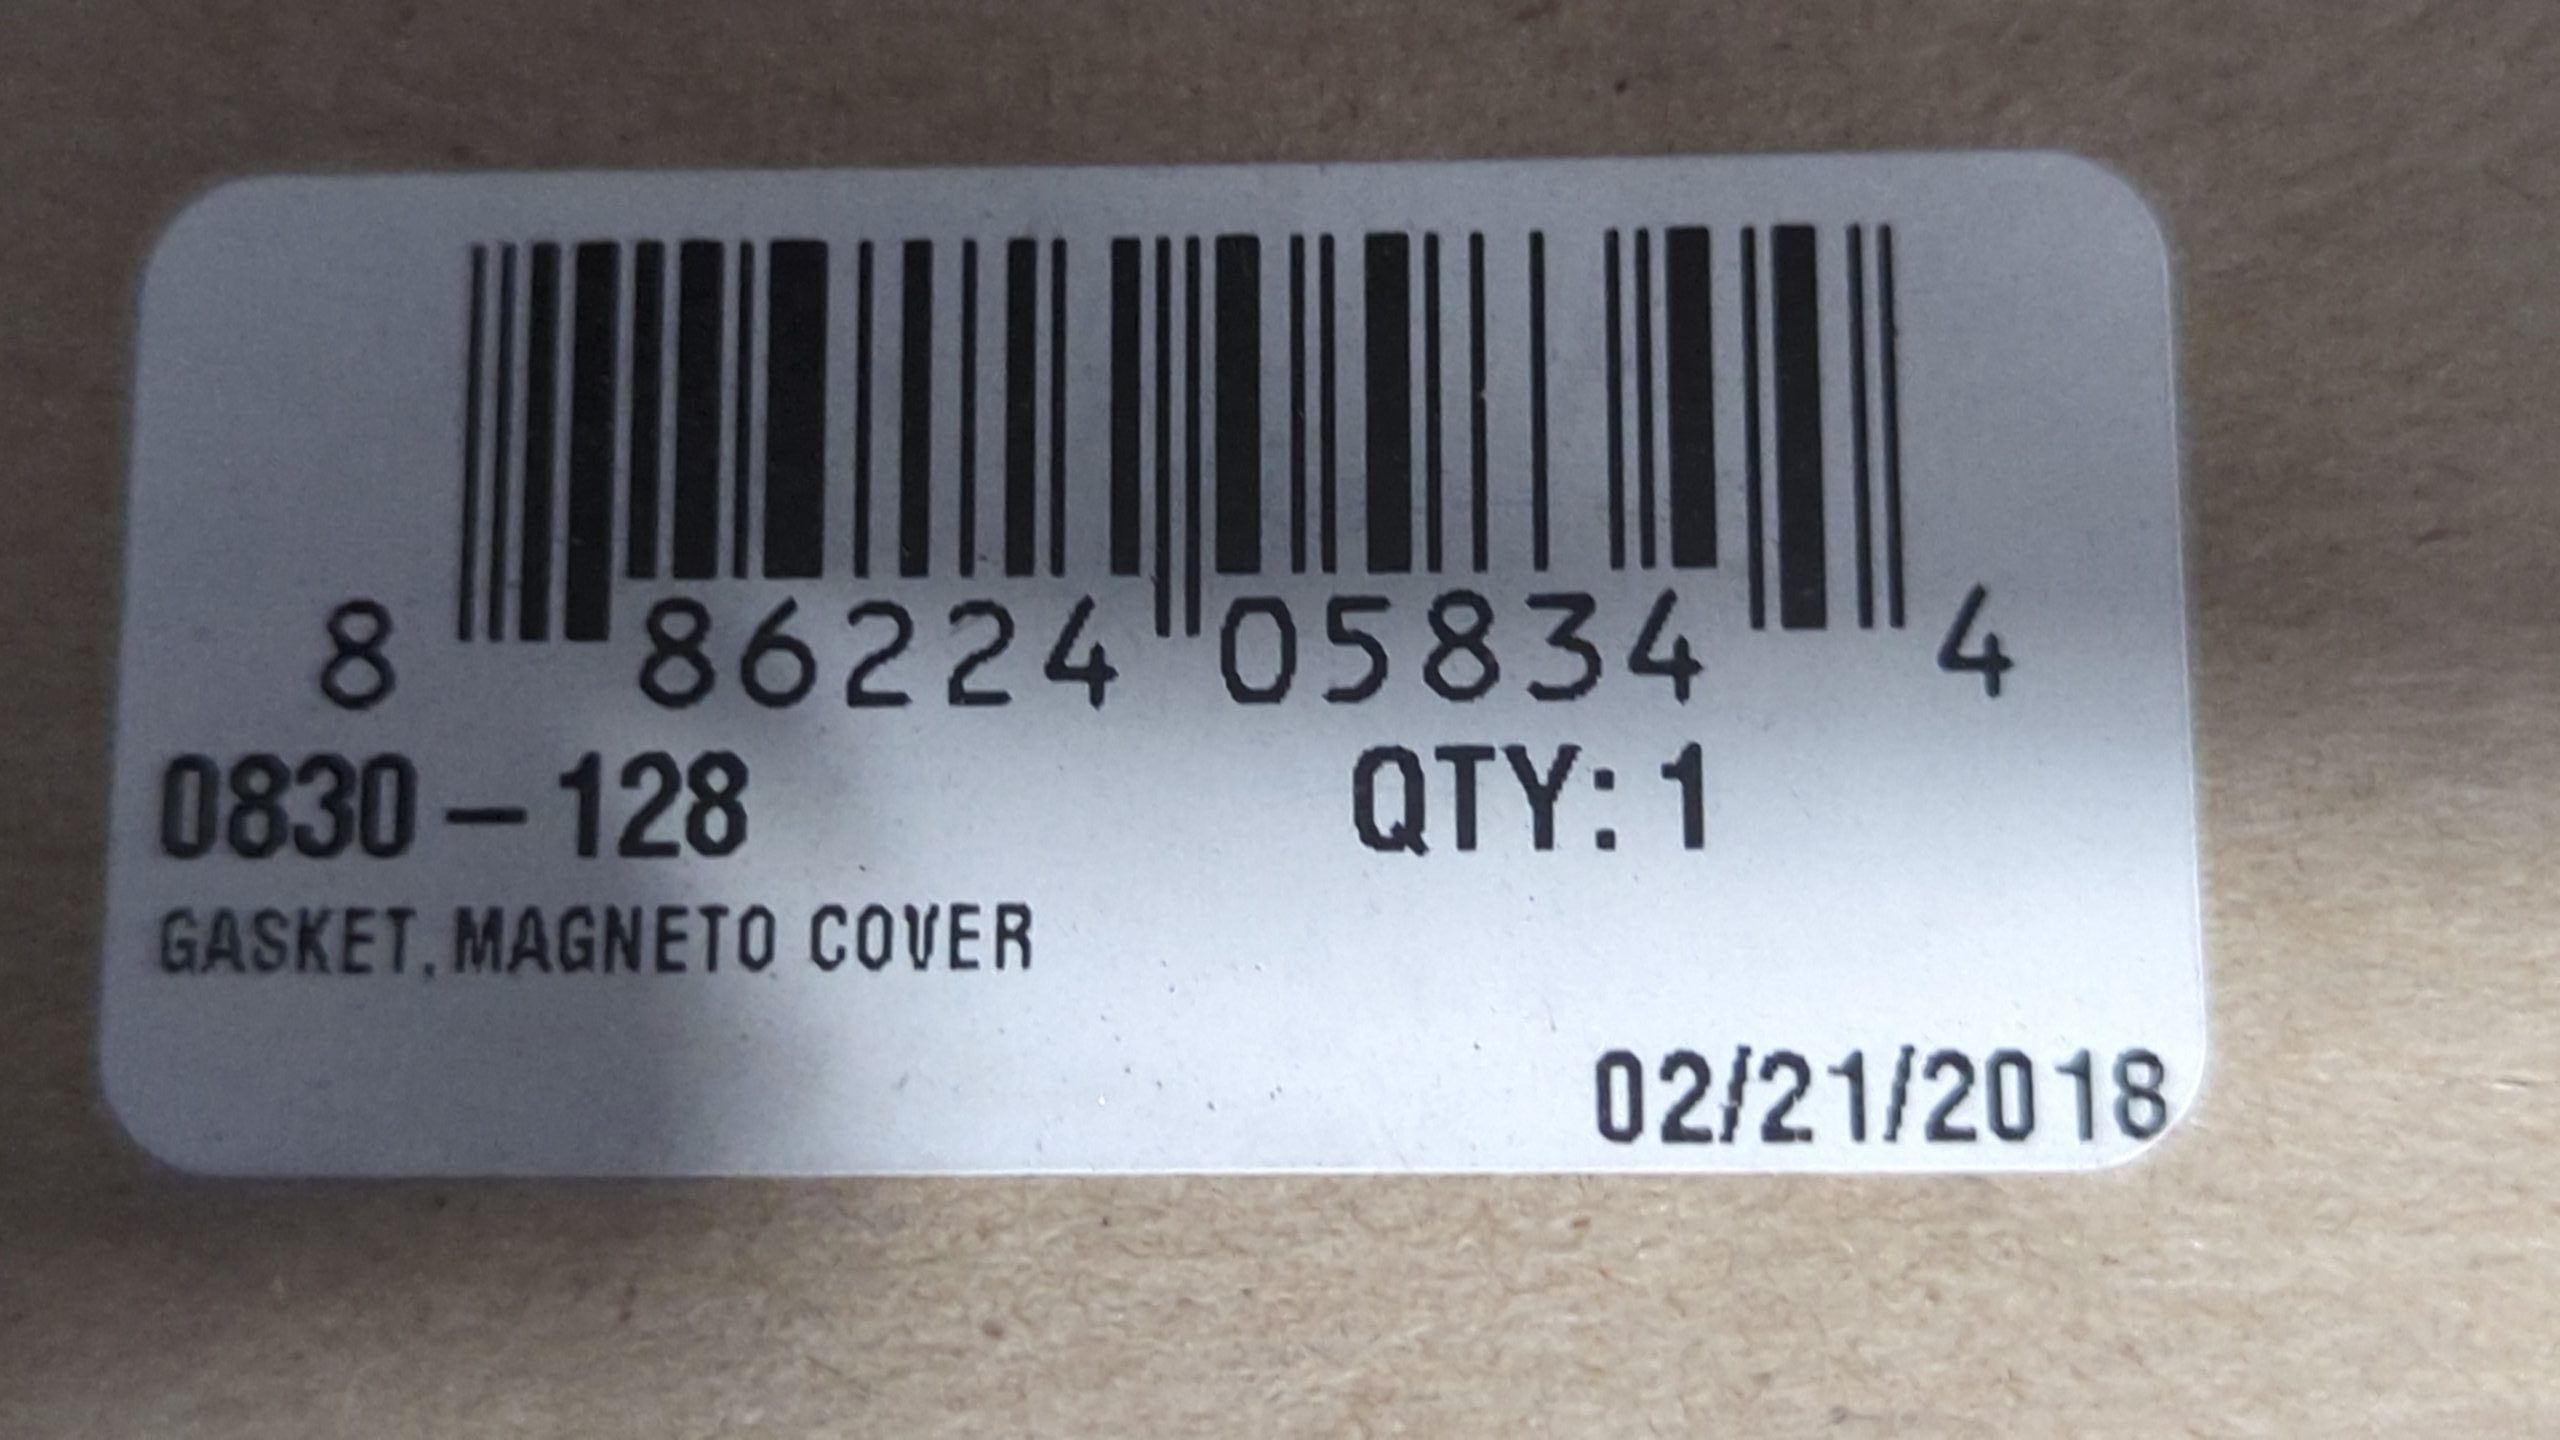 8 86224 05834 4
0830-128 QTY: 1
GASKET, MAGNETO COVER
02/21/2018